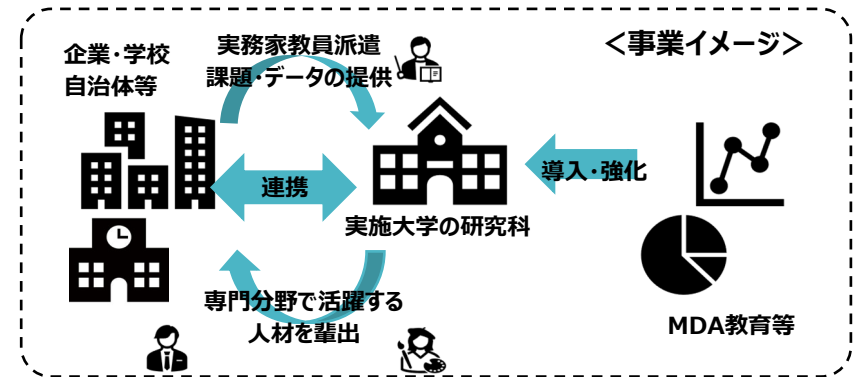 <事業イメージ>
企業・学校
自治体等
実務家教員派遣
課題・データの提供
連携
導入・強化
実施大学の研究科
専門分野で活躍する
人材を輩出
MDA教育等